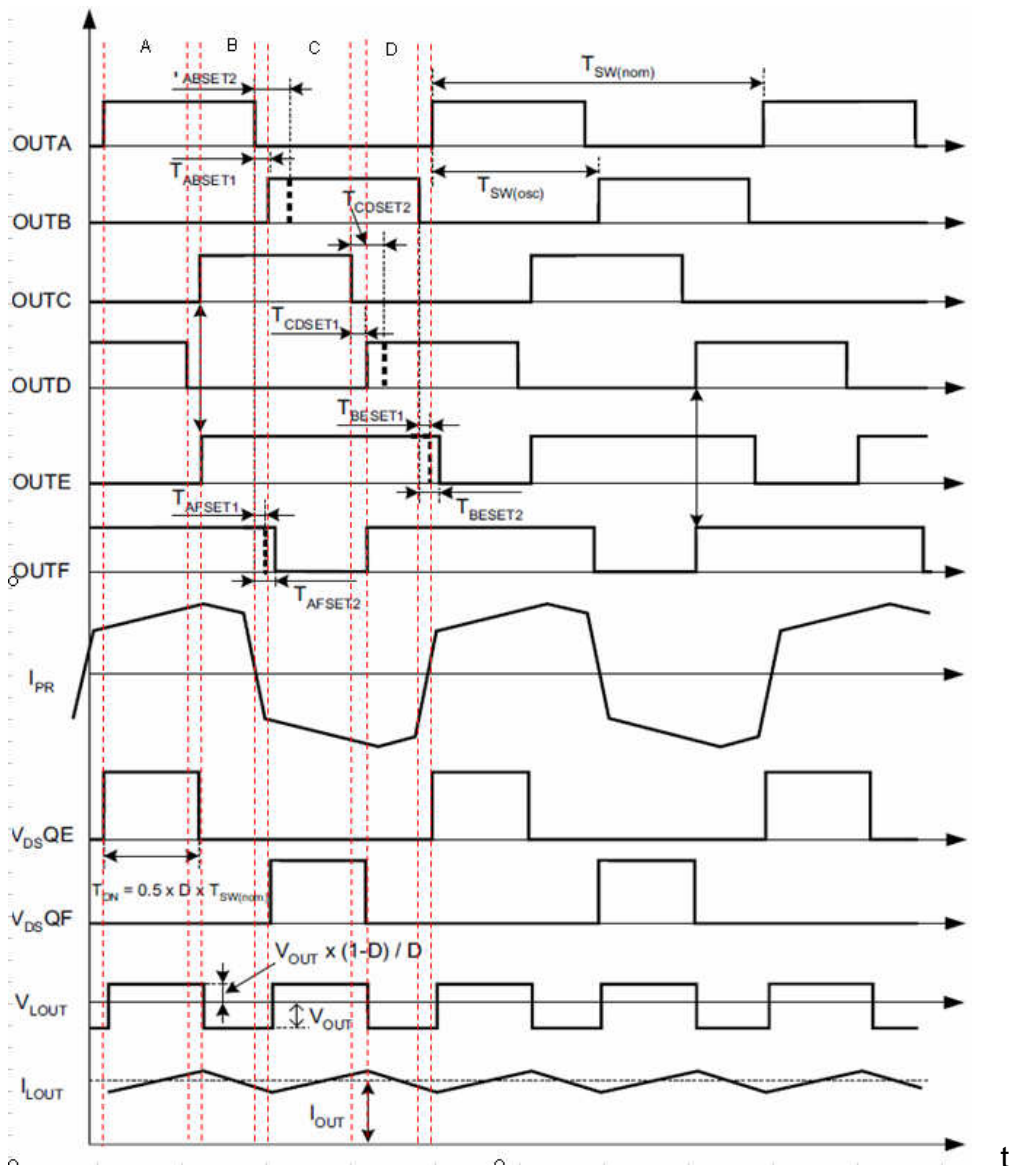 A B C D
ABSET2
TSW(nom)
OUTA
TABSET1
TSW(osc)
OUTB
TCDSET2
OUTC
TCDSET1
OUTD
TBESET1
OUTE
TAFSET1
TBESET2
OUTF
TAFSET2
IPR
VDSQE
TON = 0.5 x D x TSW(nom)
VDSQF
VOUT x (1-D) / D
VLOUT
VOUT
ILOUT
IOUT
t